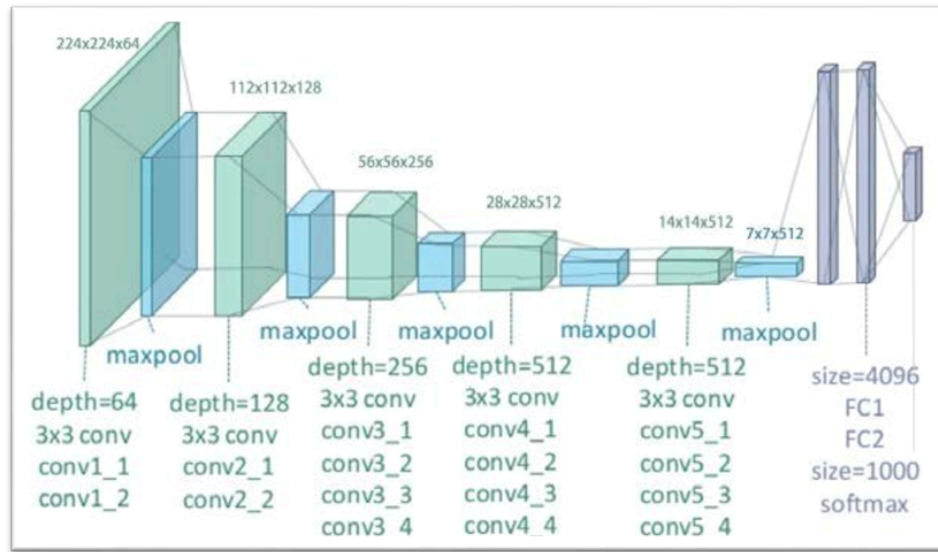 224x224x64
112x112x128
56x56x256
28x28x512
14x14x512
7x7x512
maxpool
maxpool
maxpool
maxpool
maxpool
depth=64
3x3 conv
conv1_1
conv1_2
depth=128
3x3 conv
conv2_1
conv2_2
depth=256
3x3 conv
conv3_1
conv3_2
conv3_3
conv3_4
depth=512
3x3 conv
conv4_1
conv4_2
conv4_3
conv4_4
depth=512
3x3 conv
conv5_1
conv5_2
conv5_3
conv5_4
size=4096
FC1
FC2
size=1000
softmax